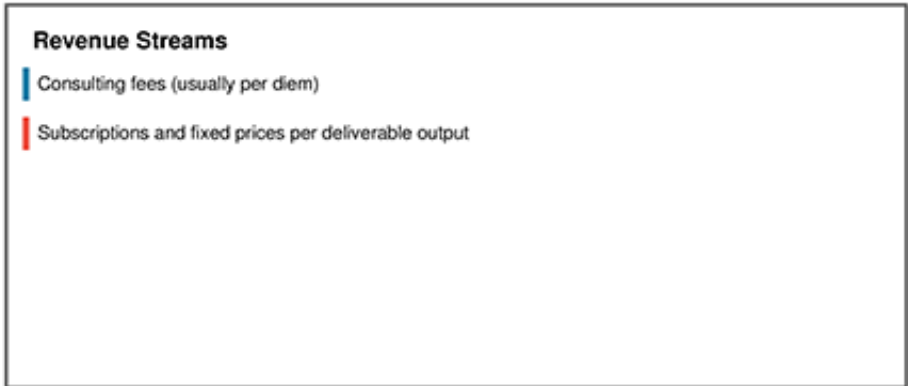 Revenue Streams
Consulting fees (usually per diem)
Subscriptions and fixed prices per deliverable output